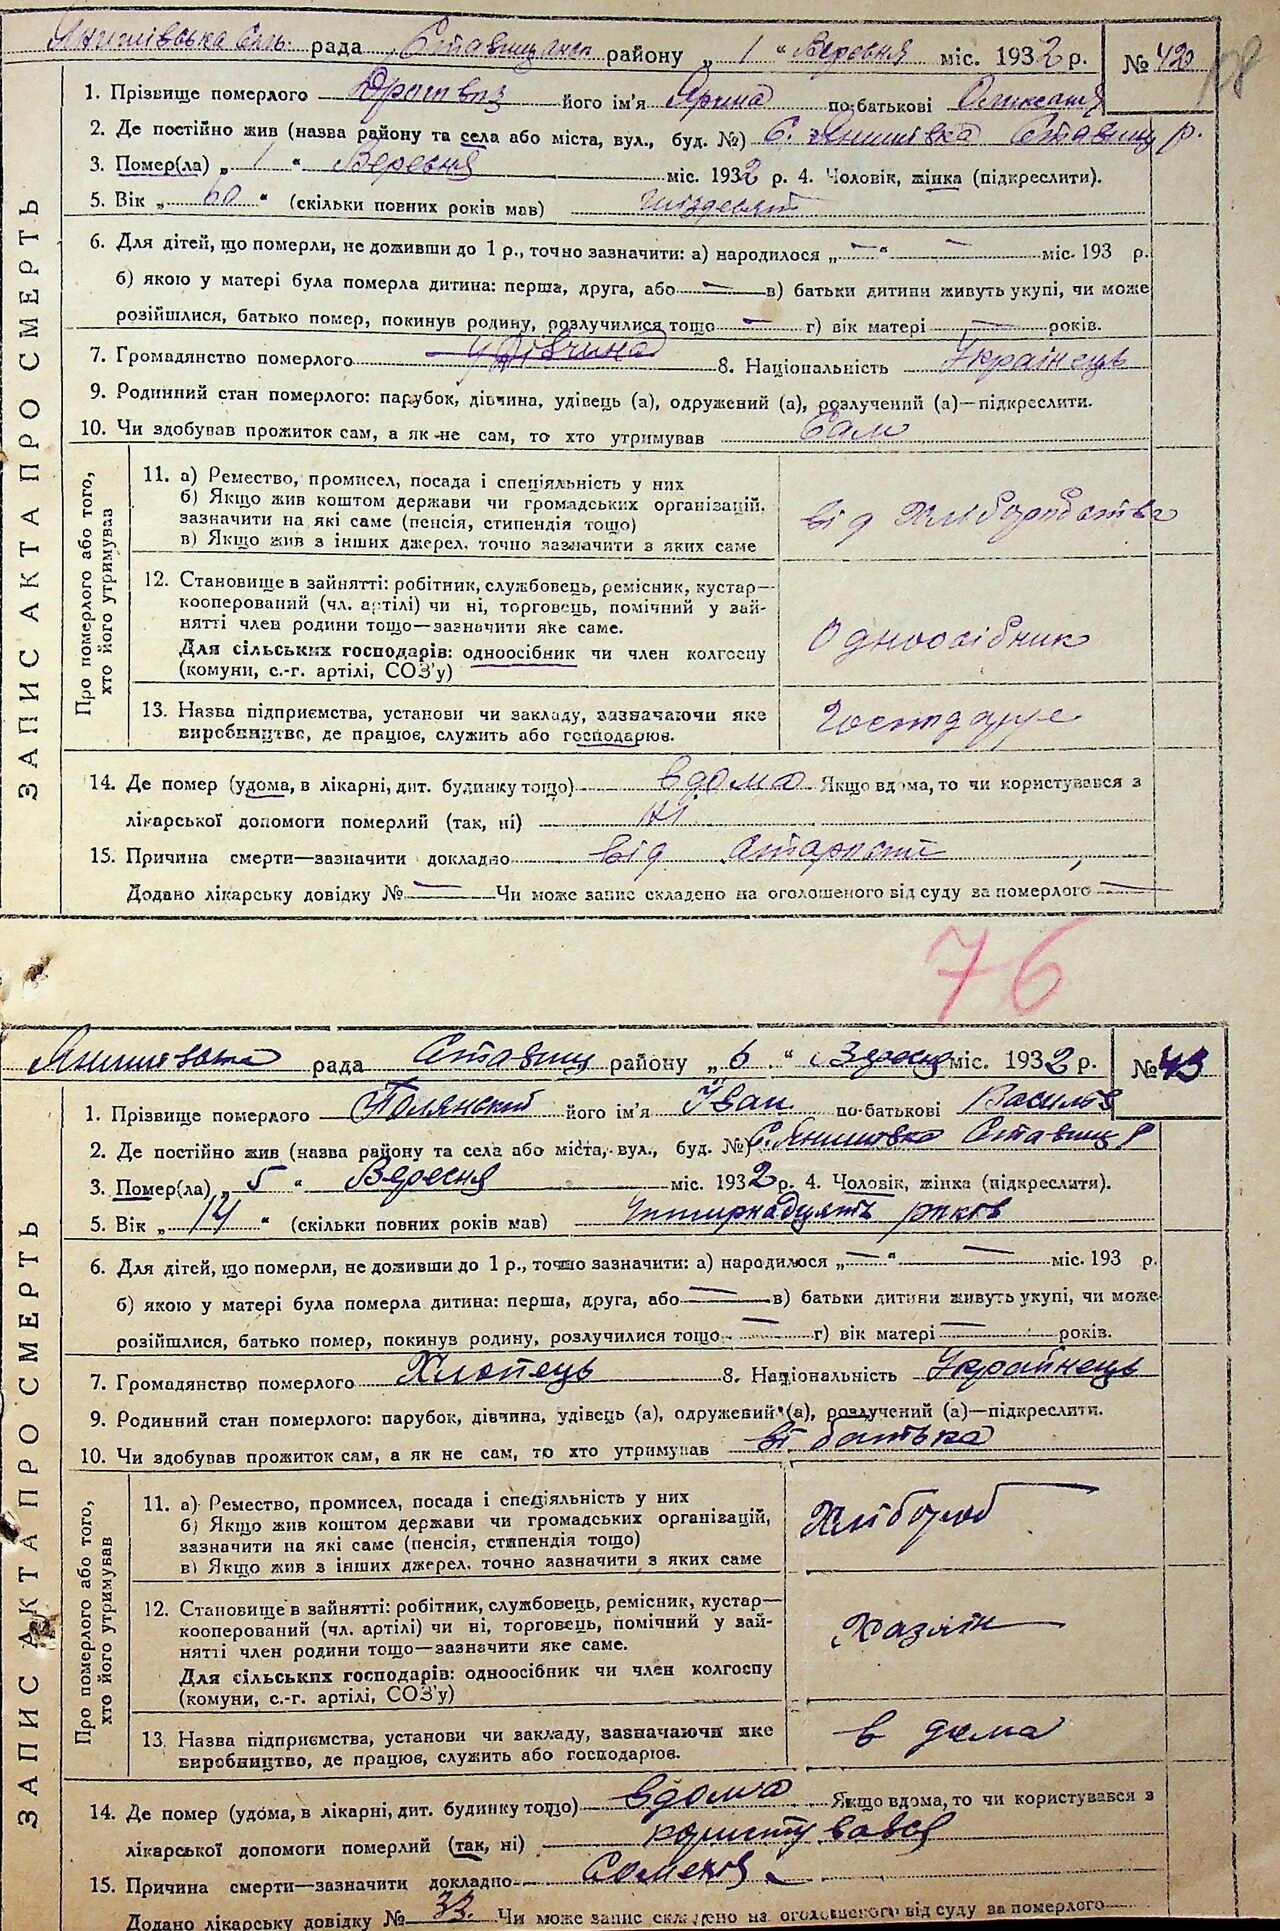 рада районy „ 1 " Вересня міс. 1932 р. № 42
78
ЗАПИС АКТА ПРО СМЕРТЬ
1. Прізвище померлого його ім'я Ярина по-батькові
2. Де постійно жив (назва району та села або міста, вул., буд. №) С. Янишівка Ставищ р.
3. Помер(ла) „ 1 " Вересня міс. 1932 р. 4. Чоловік, жінка (підкреслити).
5. Вік „ 60 " (скільки повних років мав) шіздесят
6. Для дітей, що померли, не доживши до 1 р., точно зазначити: а) народилося „ — " — міс. 193 р.
б) якою у матері була померла дитина: перша, друга, або — в) батьки дитини живуть укупі, чи може
розійшлися, батько помер, покинув родину, розлучилися тощо — г) вік матері — років.
7. Громадянство померлого 8. Національність Українець
9. Родинний стан померлого: парубок, дівчина, удівець (а), одружений (а), розлучений (а)—підкреслити.
10. Чи здобував прожиток сам, а як не сам, то хто утримував Сам
Про померлого або того, хто його утримував
11. а) Ремество, промисел, посада і спеціяльність у них
б) Якщо жив коштом держави чи громадських організацій,
зазначити на які саме (пенсія, стипендія тощо)
в) Якщо жив з інших джерел, точно зазначити з яких саме
від Хліборобства
12. Становище в зайнятті: робітник, службовець, ремісник, кустар—
кооперований (чл. артілі) чи ні, торговець, помічний у зай-
нятті член родини тощо—зазначити яке саме.
Для сільських господарів: одноосібник чи член колгоспу
(комуни, с.-г. артілі, СОЗ'у)
Одноосібник
13. Назва підприємства, установи чи закладу, зазначаючи яке
виробництво, де працює, служить або господарює.
14. Де помер (удома, в лікарні, дит. будинку тощо) вдома Якщо вдома, то чи користувався з
лікарської допомоги померлий (так, ні) ні
15. Причина смерти—зазначити докладно від старости
Додано лікарську довідку № — Чи може запис складено на оголошеного від суду за померлого —
76
рада Ставищ району „ 6 " Вересня міс. 1932 р. № 43
ЗАПИС АКТА ПРО СМЕРТЬ
1. Прізвище померлого Полянський його ім'я Іван по-батькові
2. Де постійно жив (назва району та села або міста, вул., буд. №) С. Янишівка Ставищ р
3. Помер(ла) „ 5 " Вересня міс. 1932 р. 4. Чоловік, жінка (підкреслити).
5. Вік „ 14 " (скільки повних років мав) років
6. Для дітей, що померли, не доживши до 1 р., точно зазначити: а) народилося „ — " — міс. 193 р.
б) якою у матері була померла дитина: перша, друга, або — в) батьки дитини живуть укупі, чи може
розійшлися, батько помер, покинув родину, розлучилися тощо — г) вік матері — років.
7. Громадянство померлого Хлопець 8. Національність Українець
9. Родинний стан померлого: парубок, дівчина, удівець (а), одружений (а), розлучений (а)—підкреслити.
10. Чи здобував прожиток сам, а як не сам, то хто утримував ві. батька
Про померлого або того, хто його утримував
11. а) Ремество, промисел, посада і спеціяльність у них
б) Якщо жив коштом держави чи громадських організацій,
зазначити на які саме (пенсія, стипендія тощо)
в) Якщо жив з інших джерел, точно зазначити з яких саме
Хлібороб
12. Становище в зайнятті: робітник, службовець, ремісник, кустар—
кооперований (чл. артілі) чи ні, торговець, помічний у зай-
нятті член родини тощо—зазначити яке саме.
Для сільських господарів: одноосібник чи член колгоспу
(комуни, с.-г. артілі, СОЗ'у)
Хазяїн
13. Назва підприємства, установи чи закладу, зазначаючи яке
виробництво, де працює, служить або господарює.
в дома
14. Де помер (удома, в лікарні, дит. будинку тощо) вдома Якщо вдома, то чи користувався з
лікарської допомоги померлий (так, ні) користувавсв
15. Причина смерти—зазначити докладно
Додано лікарську довідку № 33. Чи може запис складено на оголошеного від суду за померлого